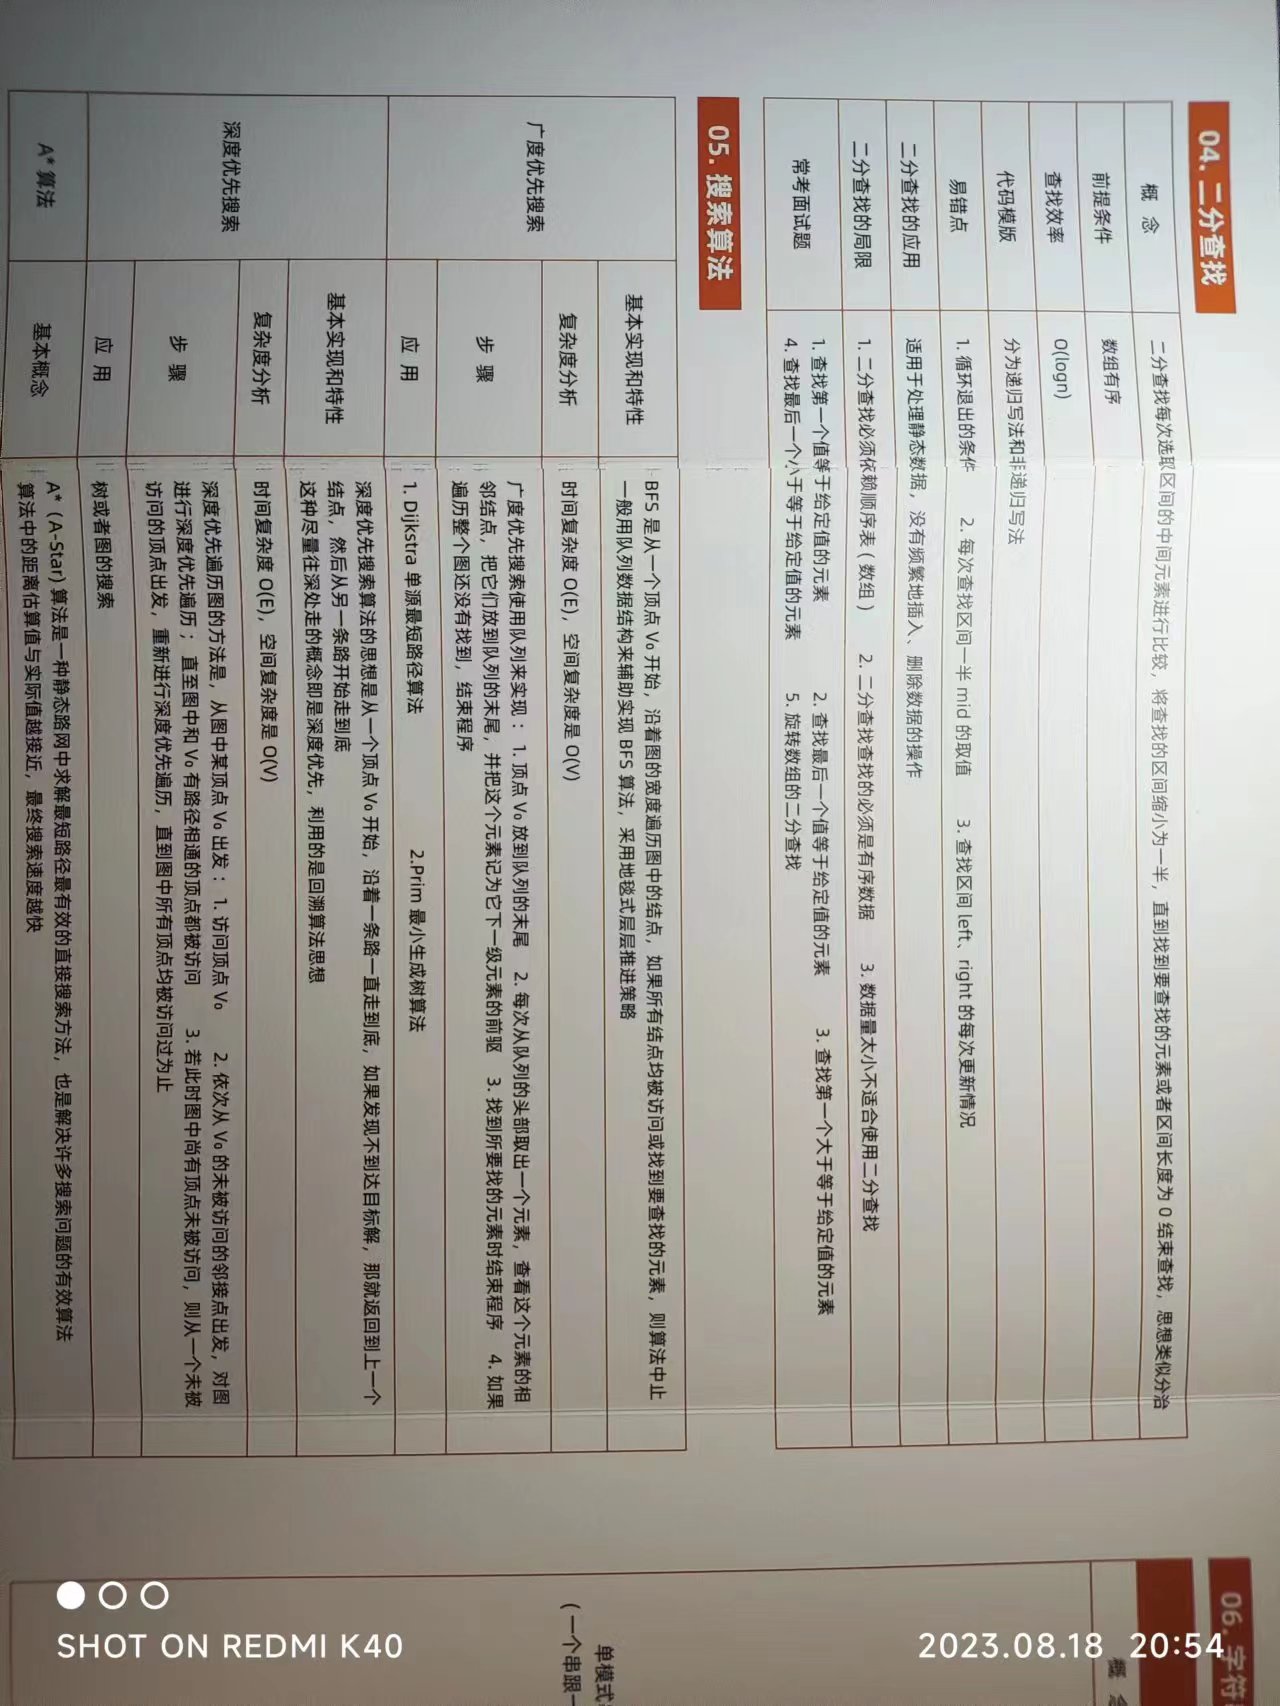 04. 二分查找
概 念
二分查找每次选取区间的中间元素进行比较，将查找的区间缩小为一半，直到找到要查找的元素或者区间长度为 0 结束查找，思想类似分治
前提条件
数组有序
查找效率
O(logn)
代码模版
分为递归写法和非递归写法
易错点
1. 循环退出的条件 2. 每次查找区间一半 mid 的取值 3. 查找区间 left、right 的每次更新情况
二分查找的应用
适用于处理静态数据，没有频繁地插入、删除数据的操作
二分查找的局限
1. 二分查找必须依赖顺序表（数组） 2. 二分查找查找的必须是有序数据 3. 数据量太小不适合使用二分查找
常考面试题
1. 查找第一个值等于给定值的元素 2. 查找最后一个值等于给定值的元素 3. 查找第一个大于等于给定值的元素
4. 查找最后一个小于等于给定值的元素 5. 旋转数组的二分查找
05. 搜索算法
广度优先搜索
基本实现和特性
BFS 是从一个顶点 V₀ 开始，沿着图的宽度遍历图中的结点，如果所有结点均被访问或找到要查找的元素，则算法中止
一般用队列数据结构来辅助实现 BFS 算法，采用地毯式层层推进策略
复杂度分析
时间复杂度 O(E)，空间复杂度是 O(V)
步 骤
广度优先搜索使用队列来实现： 1. 顶点 V₀ 放到队列的末尾 2. 每次从队列的头部取出一个元素，查看这个元素的相
邻结点，把它们放到队列的末尾，并把这个元素记为它下一级元素的前驱 3. 找到所要找的元素时结束程序 4. 如果
遍历整个图还没有找到，结束程序
应 用
1. Dijkstra 单源最短路径算法 2.Prim 最小生成树算法
深度优先搜索
基本实现和特性
深度优先搜索算法的思想是从一个顶点 V₀ 开始，沿着一条路一直走到底，如果发现不到达目标解，那就返回到上一个
结点，然后从另一条路开始走到底
这种尽量往深处走的概念即是深度优先，利用的是回溯算法思想
复杂度分析
时间复杂度 O(E)，空间复杂度是 O(V)
步 骤
深度优先遍历图的方法是，从图中某顶点 V₀ 出发： 1. 访问顶点 V₀ 2. 依次从 V₀ 的未被访问的邻接点出发，对图
进行深度优先遍历； 直至图中和 V₀ 有路径相通的顶点都被访问 3. 若此时图中尚有顶点未被访问，则从一个未被
访问的顶点出发，重新进行深度优先遍历，直到图中所有顶点均被访问过为止
应 用
树或者图的搜索
A* 算法
基本概念
A*（A-Star) 算法是一种静态路网中求解最短路径最有效的直接搜索方法，也是解决许多搜索问题的有效算法
算法中的距离估算值与实际值越接近，最终搜索速度越快
06. 字符
概 念
单模式
（一个串跟一
SHOT ON REDMI K40
2023.08.18 20:54